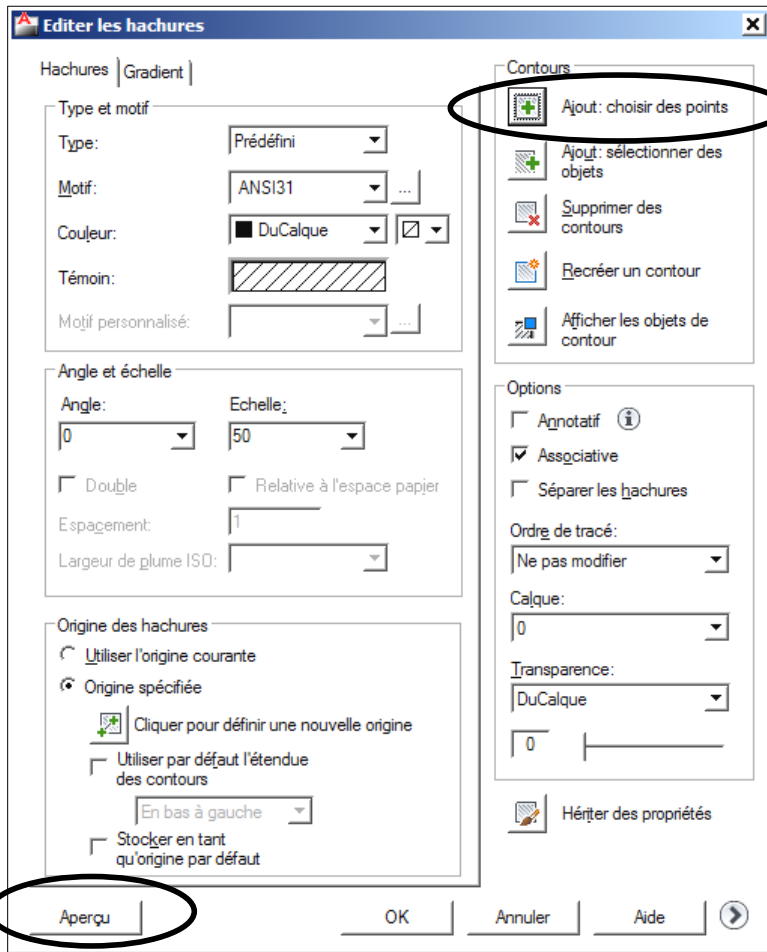 Editer les hachures
Hachures
Gradient
Type et motif
Type:
Prédéfini
Motif:
ANSI31
...
Couleur:
DuCalque
Témoin:
Motif personnalisé:
...
Angle et échelle
Angle:
Echelle:
0
50
Double
Relative à l'espace papier
Espacement:
1
Largeur de plume ISO:
Origine des hachures
Utiliser l'origine courante
Origine spécifiée
Cliquer pour définir une nouvelle origine
Utiliser par défaut l'étendue
des contours
En bas à gauche
Stocker en tant
qu'origine par défaut
Contours
Ajout: choisir des points
Ajout: sélectionner des
objets
Supprimer des
contours
Recréer un contour
Afficher les objets de
contour
Options
Annotatif
Associative
Séparer les hachures
Ordre de tracé:
Ne pas modifier
Calque:
0
Transparence:
DuCalque
0
Hériter des propriétés
Aperçu
OK
Annuler
Aide